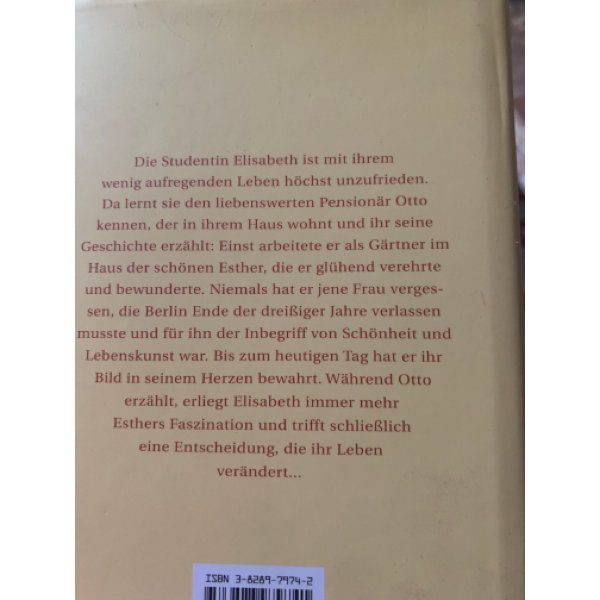 Die Studentin Elisabeth ist mit ihrem
wenig aufregenden Leben höchst unzufrieden.
Da lernt sie den liebenswerten Pensionär Otto
kennen, der in ihrem Haus wohnt und ihr seine
Geschichte erzählt: Einst arbeitete er als Gärtner im
Haus der schönen Esther, die er glühend verehrte
und bewunderte. Niemals hat er jene Frau verges-
sen, die Berlin Ende der dreißiger Jahre verlassen
musste und für ihn der Inbegriff von Schönheit und
Lebenskunst war. Bis zum heutigen Tag hat er ihr
Bild in seinem Herzen bewahrt. Während Otto
erzählt, erliegt Elisabeth immer mehr
Esthers Faszination und trifft schließlich
eine Entscheidung, die ihr Leben
verändert...
ISBN 3-8289-7974-2